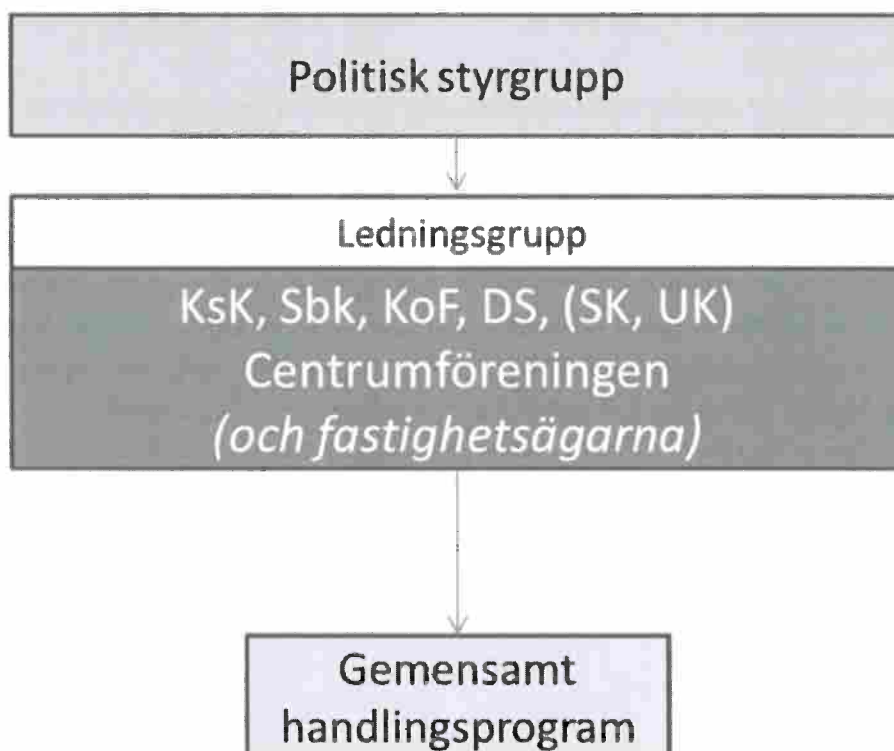 Politisk styrgrupp
Ledningsgrupp
KsK, Sbk, KoF, DS, (SK, UK)
Centrumföreningen
(och fastighetsägarna)
Gemensamt
handlingsprogram